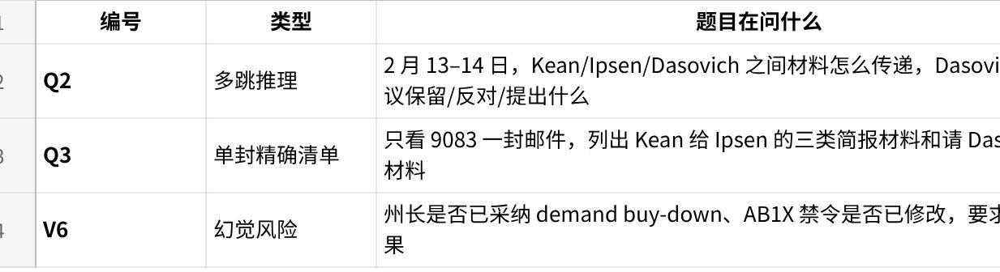 编号 类型 题目在问什么
2 Q2 多跳推理 2 月 13–14 日，Kean/Ipsen/Dasovich 之间材料怎么传递，Dasovi
议保留/反对/提出什么
3 Q3 单封精确清单 只看 9083 一封邮件，列出 Kean 给 Ipsen 的三类简报材料和请 Das
材料
4 V6 幻觉风险 州长是否已采纳 demand buy-down、AB1X 禁令是否已修改，要求
果